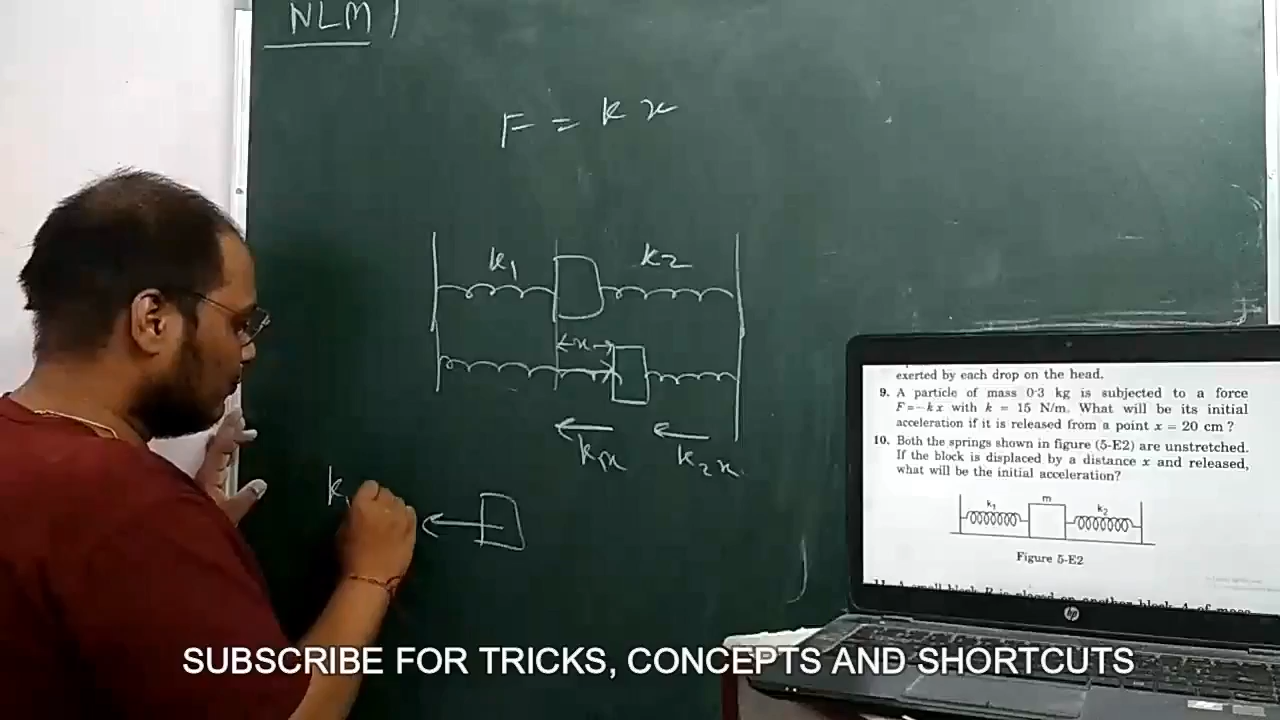 NLM
F = k x
k1 k2
x
k1x k2x
k1
exerted by each drop on the head.
9. A particle of mass 0·3 kg is subjected to a force
F = – k x with k = 15 N/m. What will be its initial
acceleration if it is released from a point x = 20 cm ?
10. Both the springs shown in figure (5-E2) are unstretched.
If the block is displaced by a distance x and released,
what will be the initial acceleration?
k1 m k2
Figure 5-E2
hp
SUBSCRIBE FOR TRICKS, CONCEPTS AND SHORTCUTS